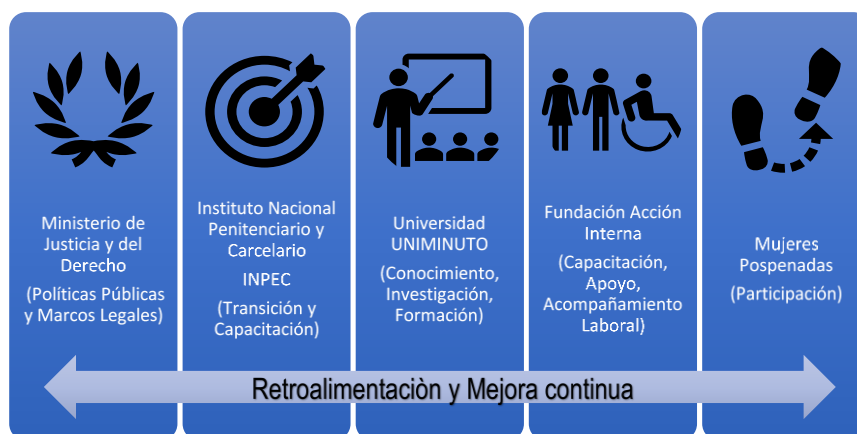 Ministerio de
Justicia y del
Derecho
(Políticas Públicas
y Marcos Legales)
Instituto Nacional
Penitenciario y
Carcelario
INPEC
(Transición y
Capacitación)
Universidad
UNIMINUTO
(Conocimiento,
Investigación,
Formación)
Fundación Acción
Interna
(Capacitación,
Apoyo,
Acompañamiento
Laboral)
Mujeres
Pospenadas
(Participación)
Retroalimentaciòn y Mejora continua